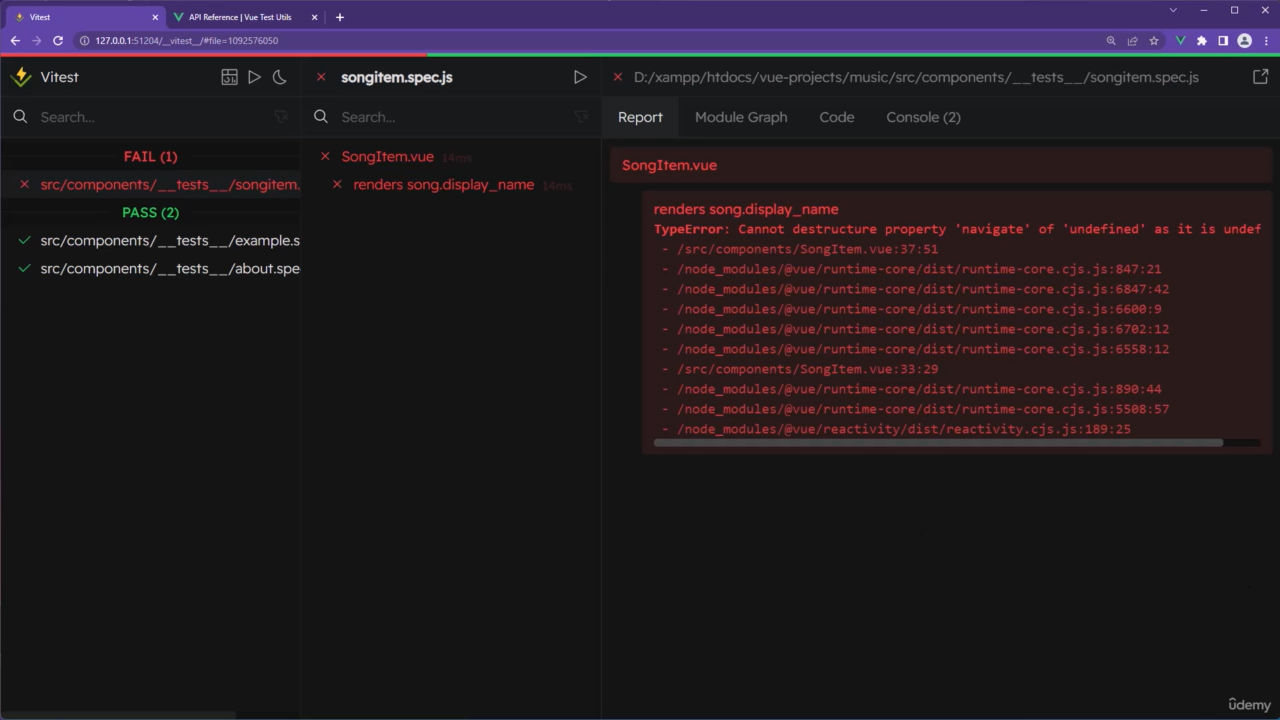 Vitest
API Reference | Vue Test Utils
127.0.0.1:51204/__vitest__/#file=1092576050
Vitest
Search...
FAIL (1)
src/components/__tests__/songitem.
PASS (2)
src/components/__tests__/example.s
src/components/__tests__/about.spe
songitem.spec.js
Search...
SongItem.vue 14ms
renders song.display_name 14ms
D:/xampp/htdocs/vue-projects/music/src/components/__tests__/songitem.spec.js
Report Module Graph Code Console (2)
SongItem.vue
renders song.display_name
TypeError: Cannot destructure property 'navigate' of 'undefined' as it is undef
- /src/components/SongItem.vue:37:51
- /node_modules/@vue/runtime-core/dist/runtime-core.cjs.js:847:21
- /node_modules/@vue/runtime-core/dist/runtime-core.cjs.js:6847:42
- /node_modules/@vue/runtime-core/dist/runtime-core.cjs.js:6600:9
- /node_modules/@vue/runtime-core/dist/runtime-core.cjs.js:6702:12
- /node_modules/@vue/runtime-core/dist/runtime-core.cjs.js:6558:12
- /src/components/SongItem.vue:33:29
- /node_modules/@vue/runtime-core/dist/runtime-core.cjs.js:890:44
- /node_modules/@vue/runtime-core/dist/runtime-core.cjs.js:5508:57
- /node_modules/@vue/reactivity/dist/reactivity.cjs.js:189:25
udemy